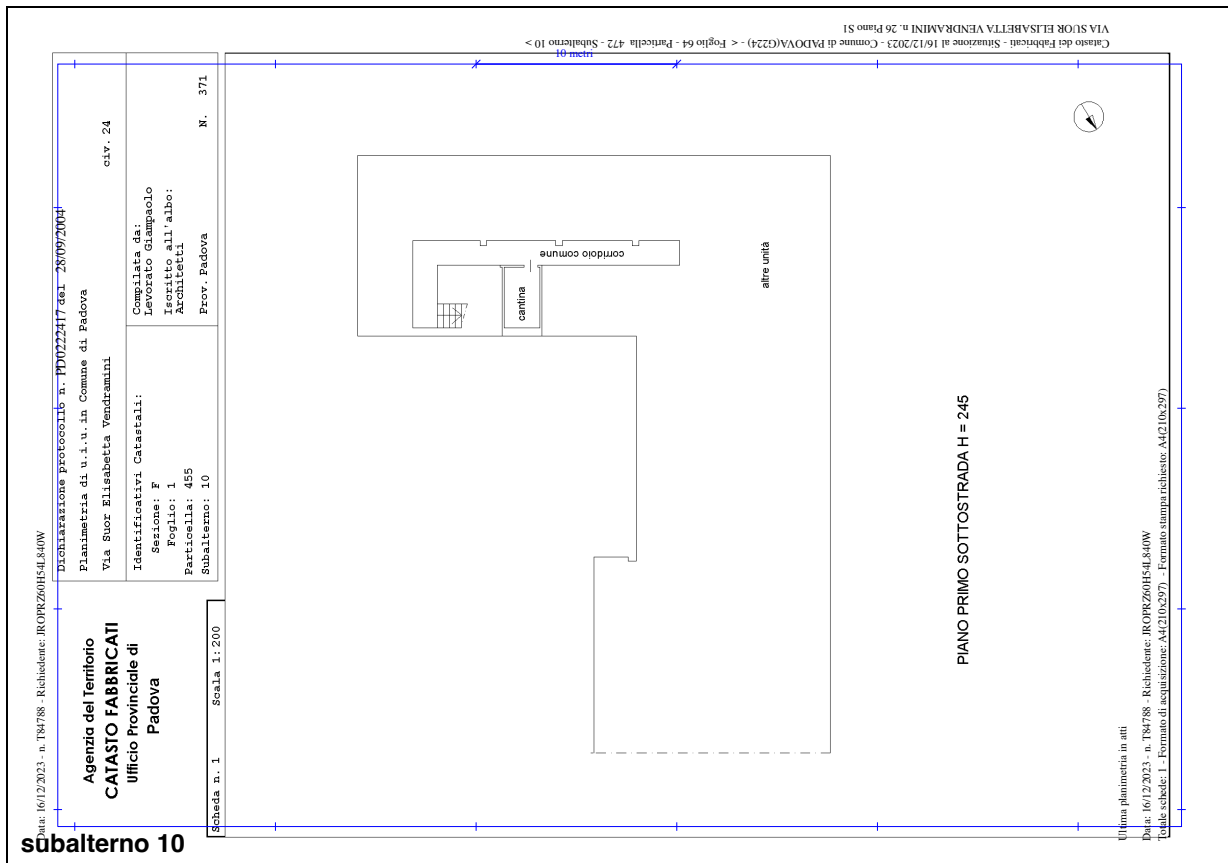 Data: 16/12/2023 - n. T84788 - Richiedente: JROPRZ60H54L840W
Dichiarazione protocollo n. PD0222417 del 28/09/2004
Planimetria di u.i.u. in Comune di Padova
Via Suor Elisabetta Vendramini civ. 24
Identificativi Catastali:
Sezione: F
Foglio: 1
Particella: 455
Subalterno: 10
Compilata da:
Levorato Giampaolo
Iscritto all'albo:
Architetti
Prov. Padova N. 371
Agenzia del Territorio
CATASTO FABBRICATI
Ufficio Provinciale di
Padova
Scheda n. 1 Scala 1:200
10 metri
corridoio comune
cantina
altre unità
PIANO PRIMO SOTTOSTRADA H = 245
Ultima planimetria in atti
Data: 16/12/2023 - n. T84788 - Richiedente: JROPRZ60H54L840W
Totale schede: 1 - Formato di acquisizione: A4(210x297) - Formato stampa richiesto: A4(210x297)
Catasto dei Fabbricati - Situazione al 16/12/2023 - Comune di PADOVA(G224) - < Foglio 64 - Particella 472 - Subalterno 10 >
VIA SUOR ELISABETTA VENDRAMINI n. 26 Piano S1
subalterno 10